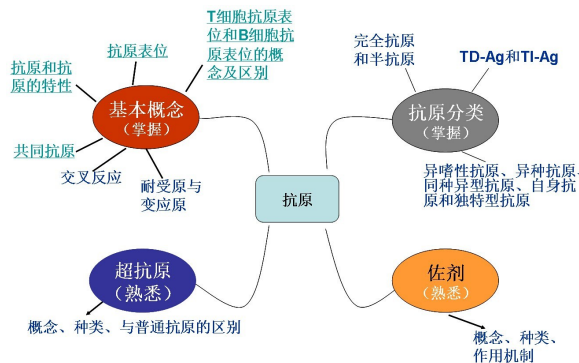 T细胞抗原表
位和B细胞抗
原表位的概
念及区别
抗原表位
抗原和抗
原的特性
基本概念
(掌握)
共同抗原
交叉反应
耐受原与
变应原
完全抗原
和半抗原
TD-Ag和TI-Ag
抗原分类
(掌握)
异嗜性抗原、异种抗原、
同种异型抗原、自身抗
原和独特型抗原
抗原
超抗原
(熟悉)
概念、种类、与普通抗原的区别
佐剂
(熟悉)
概念、种类、
作用机制